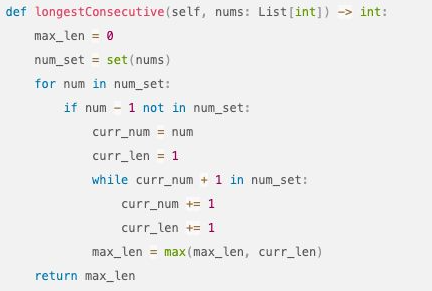 def longestConsecutive(self, nums: List[int]) -> int:
    max_len = 0
    num_set = set(nums)
    for num in num_set:
        if num - 1 not in num_set:
            curr_num = num
            curr_len = 1
            while curr_num + 1 in num_set:
                curr_num += 1
                curr_len += 1
            max_len = max(max_len, curr_len)
    return max_len